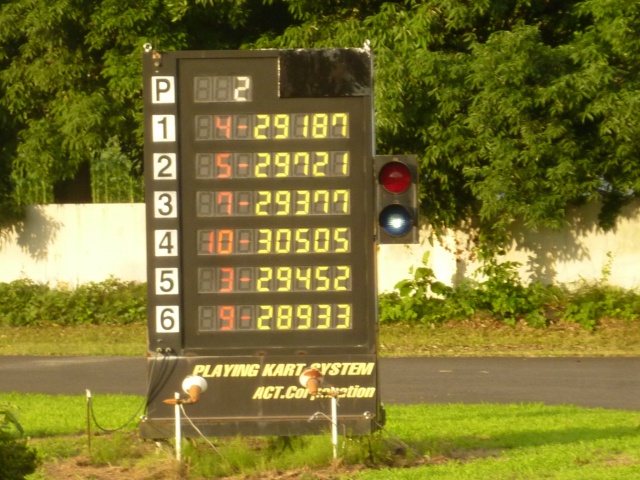 P 2
1 4-29187
2 5-29721
3 7-29377
4 10-30505
5 3-29452
6 9-28933
PLAYING KART SYSTEM
ACT.Corporation